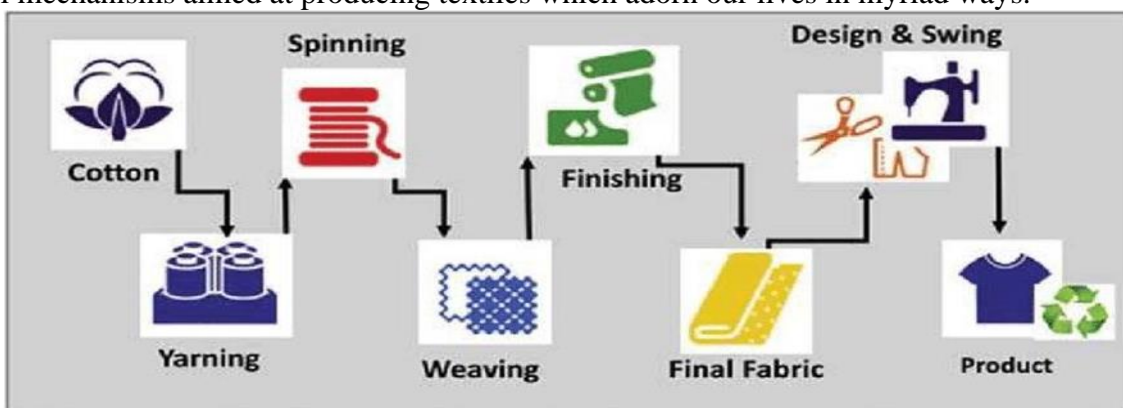 mechanisms aimed at producing textiles which adorn our lives in myriad ways.
Spinning
Design & Swing
Cotton
Finishing
Yarning
Weaving
Final Fabric
Product